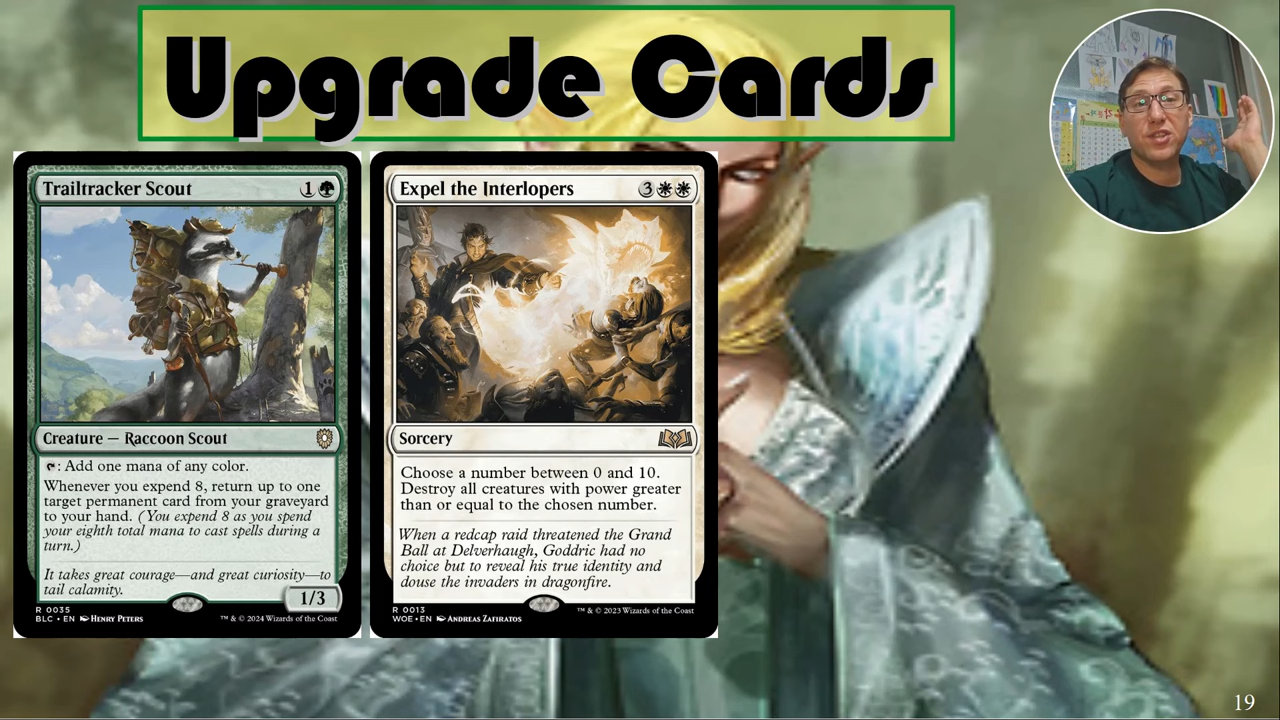 Upgrade Cards
Trailtracker Scout 1
Creature — Raccoon Scout
: Add one mana of any color.
Whenever you expend 8, return up to one
target permanent card from your graveyard
to your hand. (You expend 8 as you spend
your eighth total mana to cast spells during a
turn.)
It takes great courage—and great curiosity—to
tail calamity.
1/3
R 0035
BLC • EN Henry Peters
™ & © 2024 Wizards of the Coast
Expel the Interlopers 3
Sorcery
Choose a number between 0 and 10.
Destroy all creatures with power greater
than or equal to the chosen number.
When a redcap raid threatened the Grand
Ball at Delverhaugh, Goddric had no
choice but to reveal his true identity and
douse the invaders in dragonfire.
R 0013
WOE • EN Andreas Zafiratos
™ & © 2023 Wizards of the Coast
19